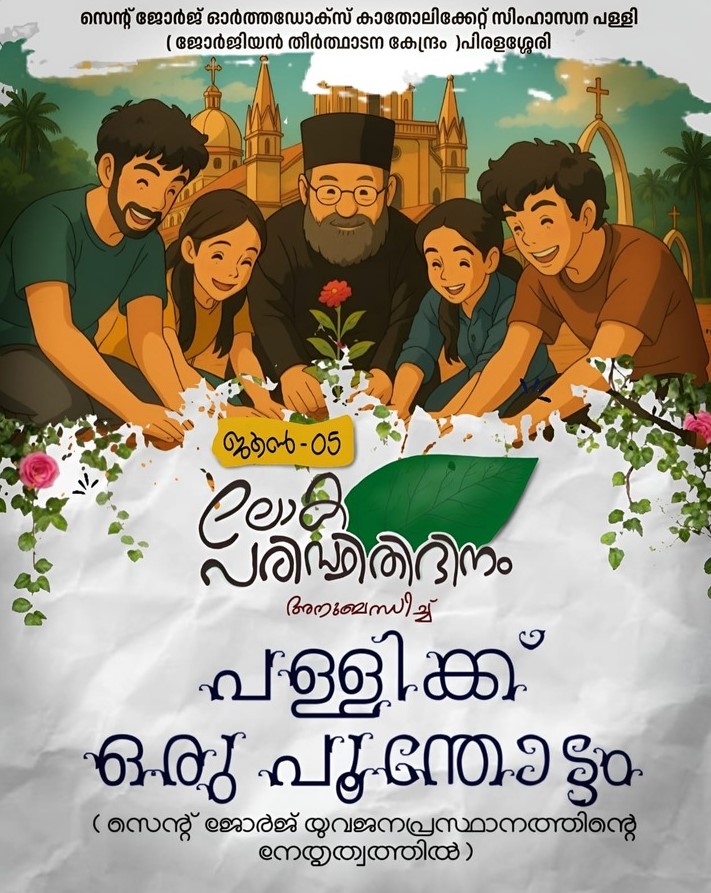 സെന്റ് ജോർജ് ഓർത്തഡോക്സ് കാതോലിക്കേറ്റ് സിംഹാസന പള്ളി
( ജോർജിയൻ തീർത്ഥാടന കേന്ദ്രം )പിരളശ്ശേരി
ജൂൺ - 05
ലോക
പരിസ്ഥിതിദിനം
അനുബന്ധിച്ച്
പള്ളിക്ക്
ഒരു പൂന്തോട്ടം
( സെന്റ് ജോർജ് യുവജനപ്രസ്ഥാനത്തിന്റെ
നേതൃത്വത്തിൽ )